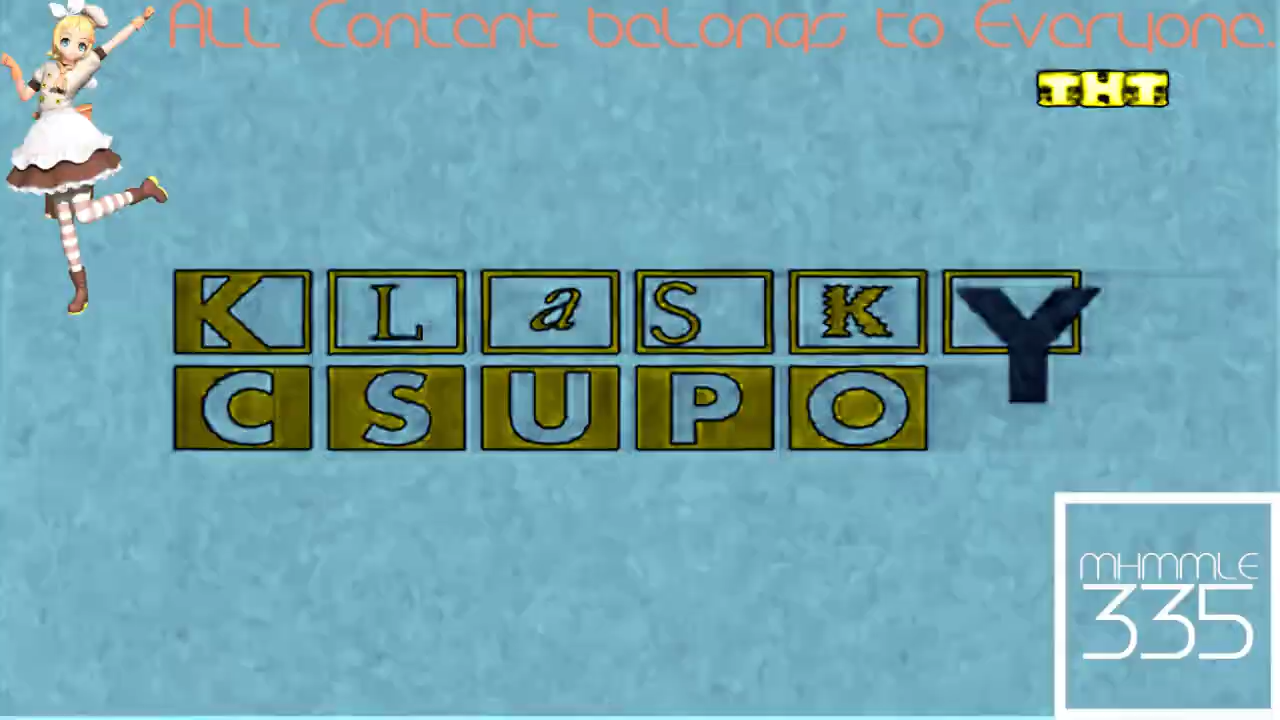 ALL Content belongs to Everyone.
THT
KLaSKY
CSUPO
MHMMLE
335